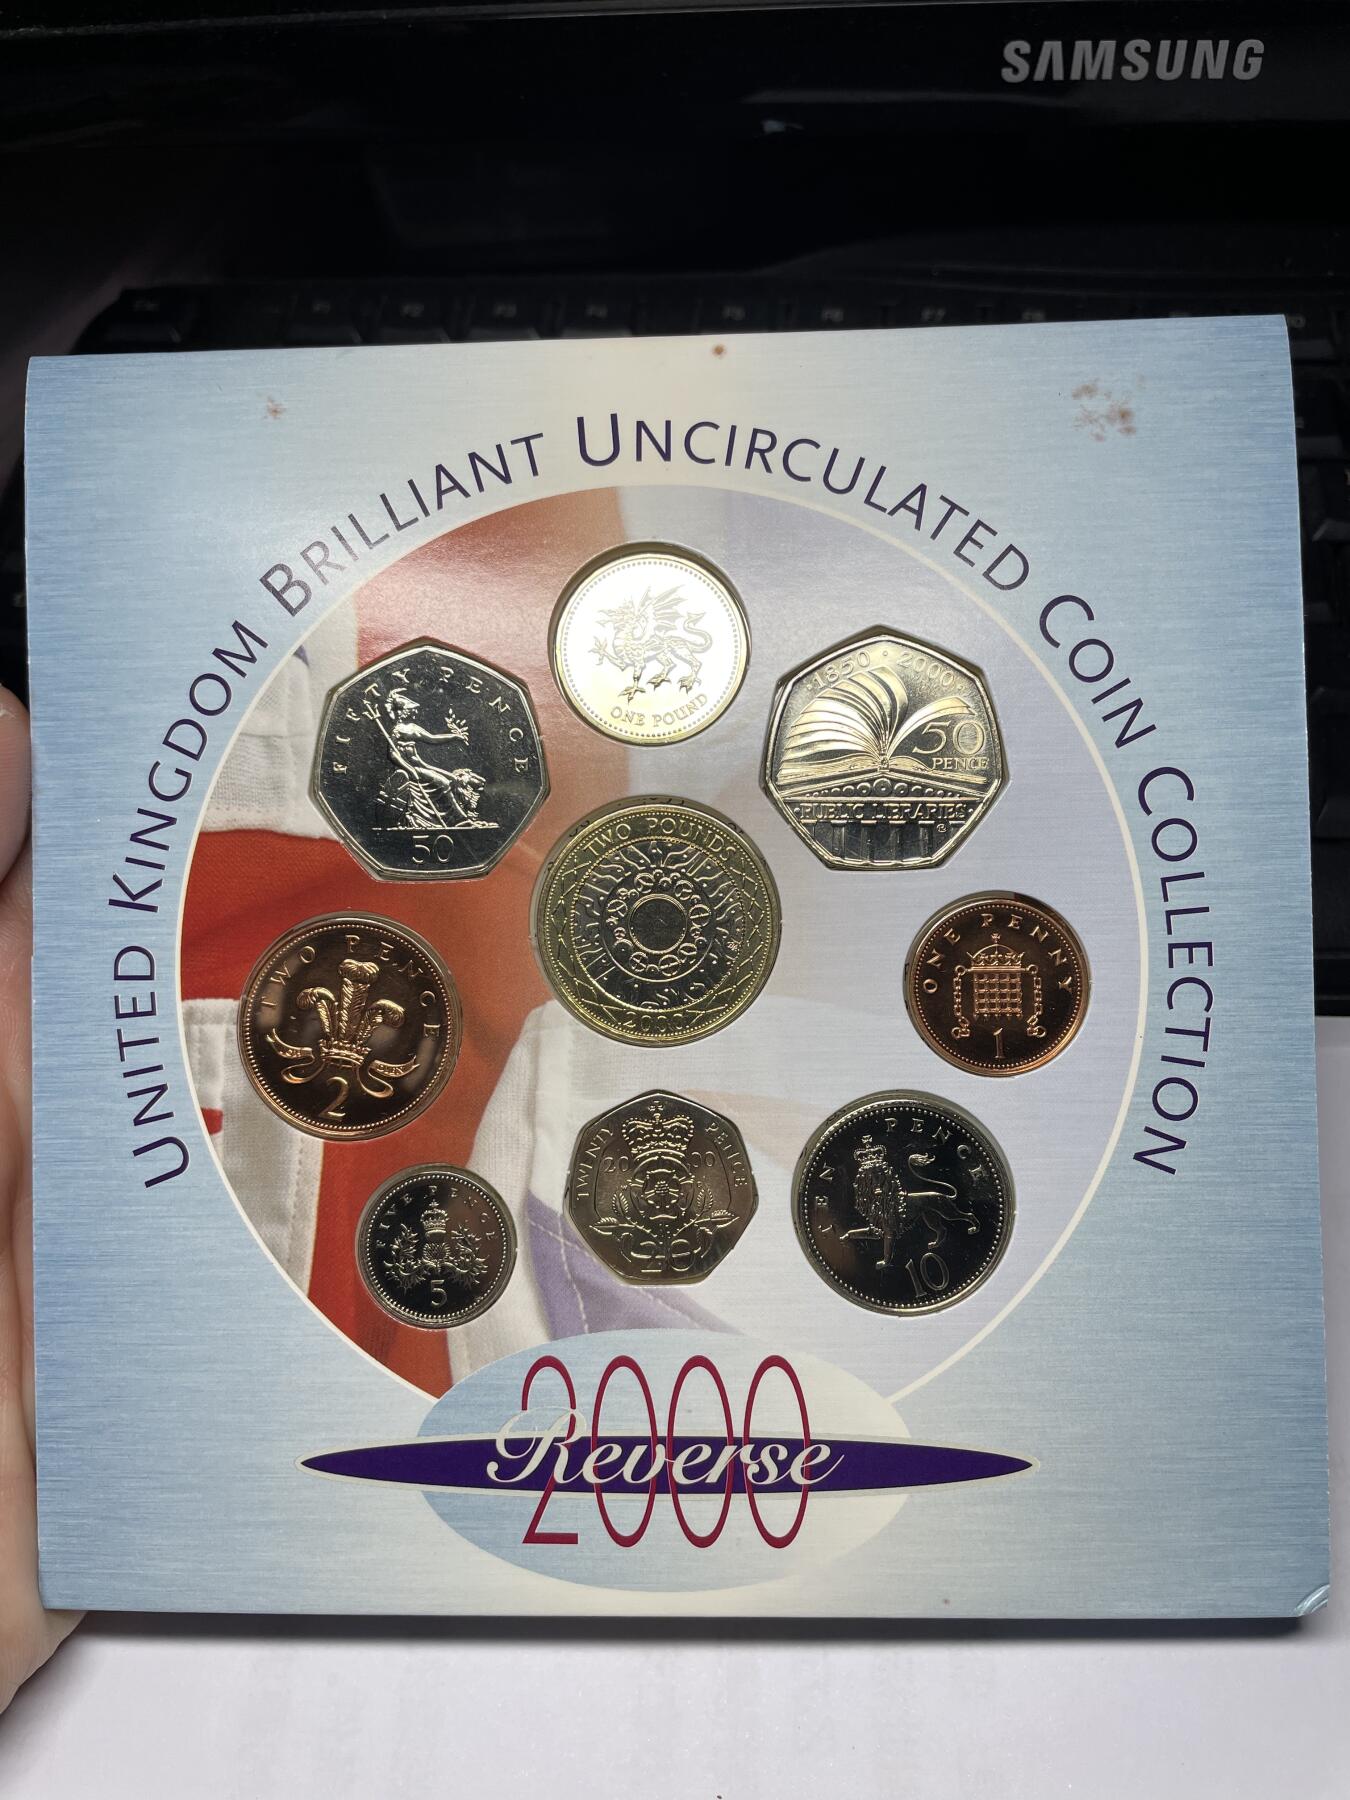 SAMSUNG
UNITED KINGDOM BRILLIANT UNCIRCULATED COIN COLLECTION
ONE POUND
FIFTY PENCE
50
1850 · 2000
50
PENCE
PUBLIC LIBRARIES
TWO POUNDS
TWO PENCE
2
ONE PENNY
1
FIVE PENCE
5
TWENTY PENCE
2000
20
TEN PENCE
10
2000
Reverse